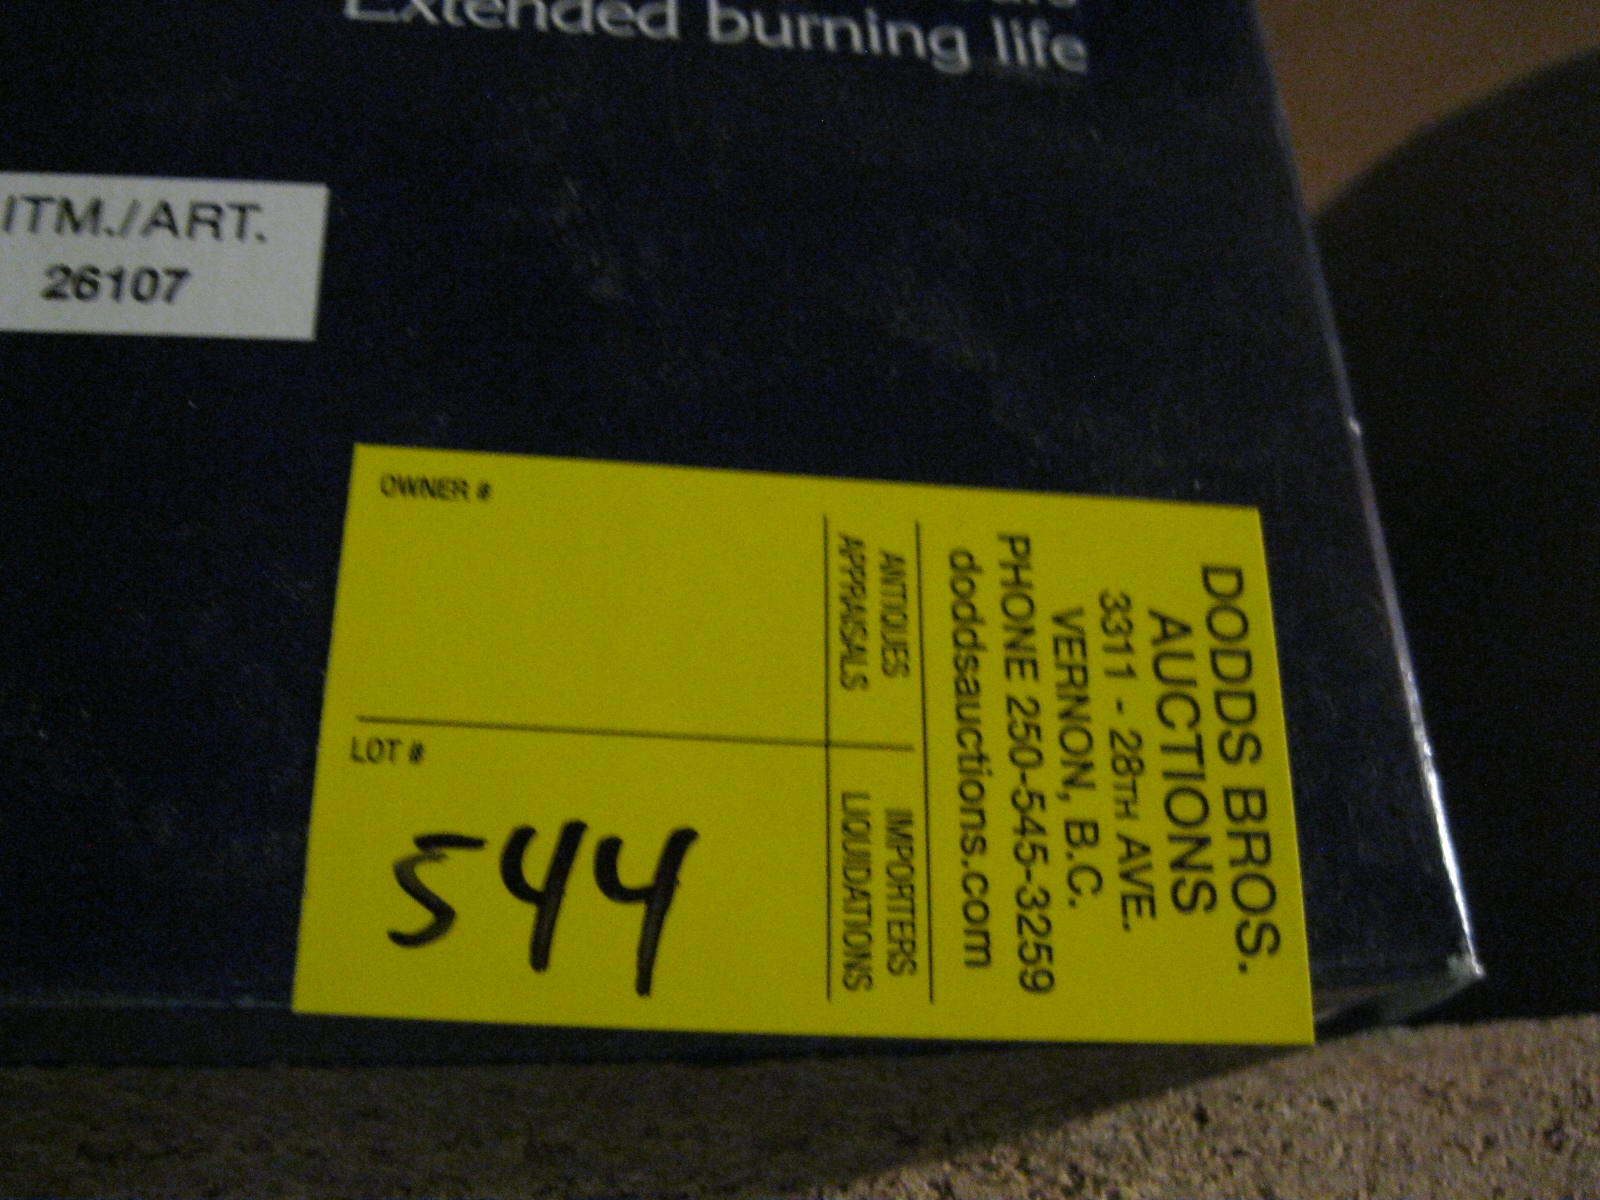 Extended burning life
ITM./ART.
26107
OWNER #
LOT #
544
DODDS BROS.
AUCTIONS
3311 - 28TH AVE.
VERNON, B.C.
PHONE 250-545-3259
doddsauctions.com
ANTIQUES
APPRAISALS
IMPORTERS
LIQUIDATIONS